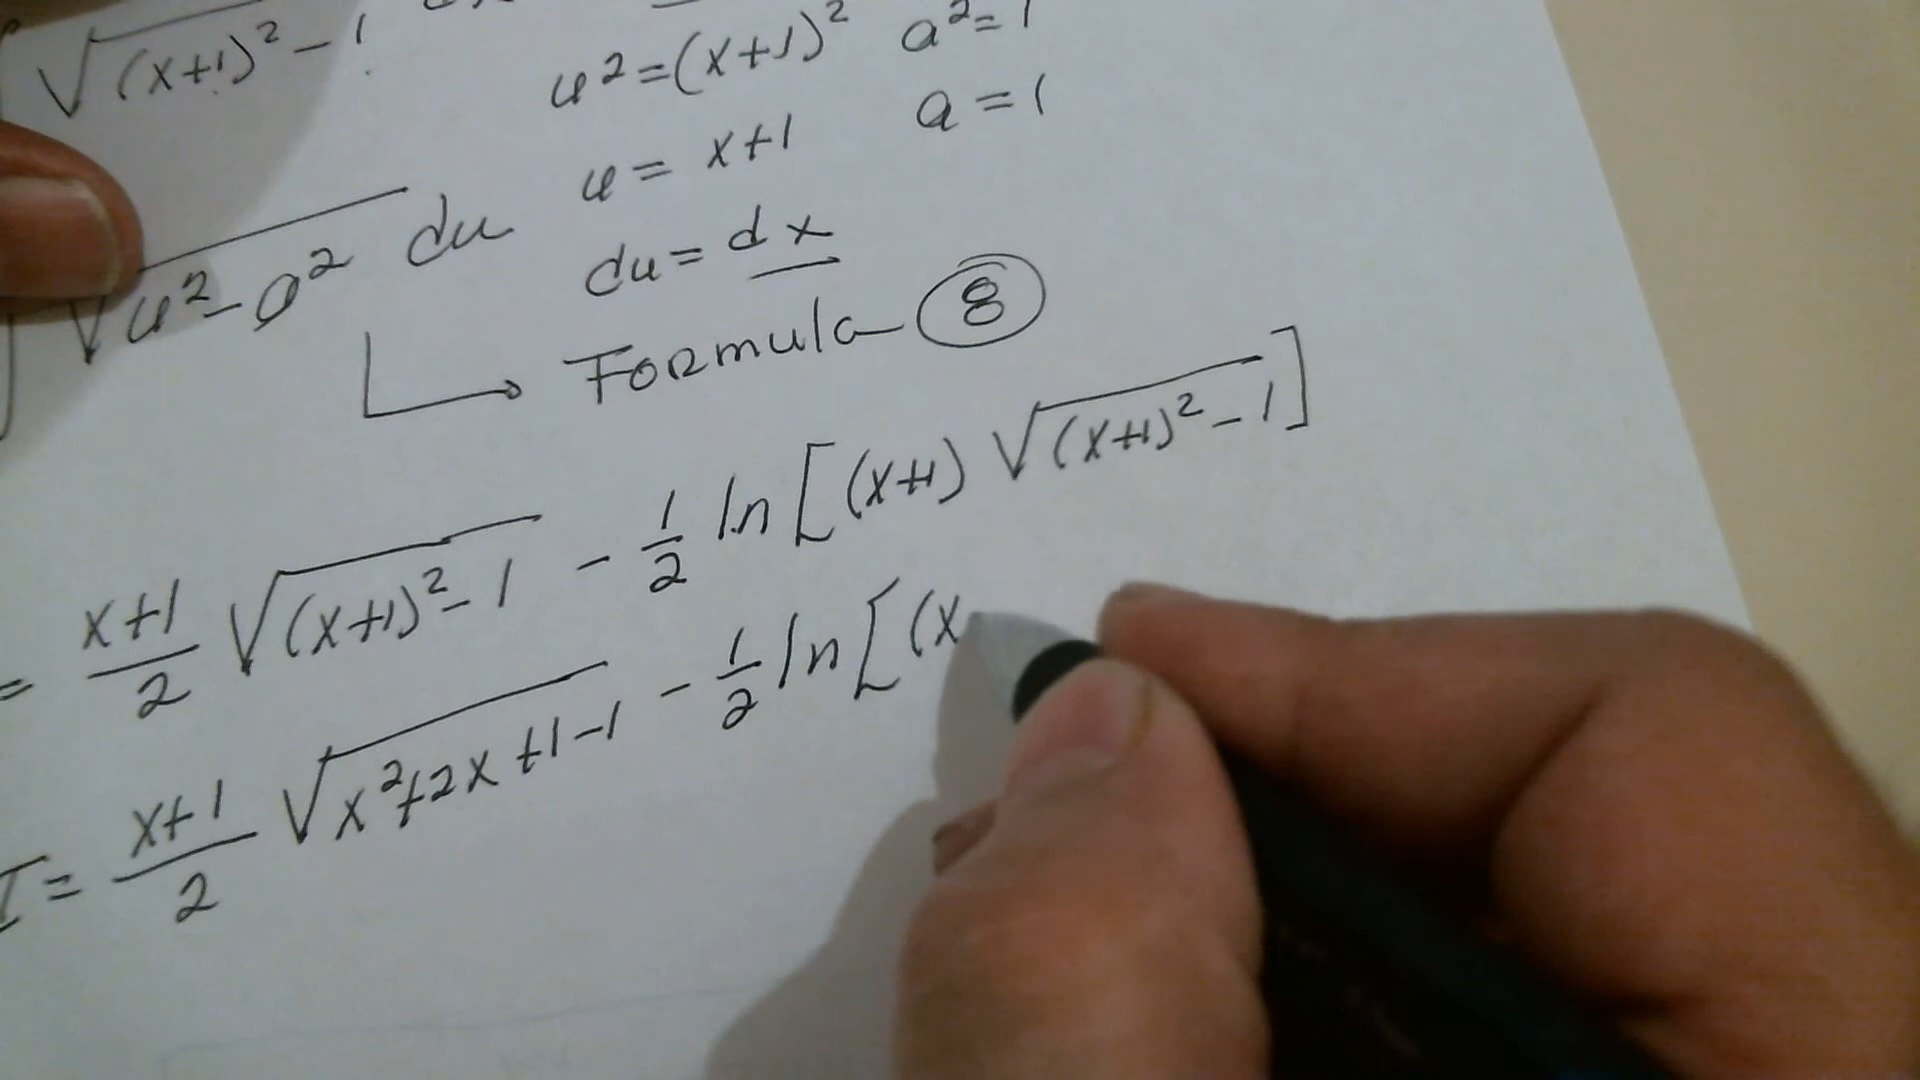 √(x+1)² - 1
u² = (x+1)² a² = 1
u = x+1 a = 1
∫√u² - a² du du = dx
Formula 8
= x+1/2 √(x+1)² - 1 - 1/2 ln [(x+1) √(x+1)² - 1]
I = x+1/2 √x² + 2x + 1 - 1 - 1/2 ln [(x